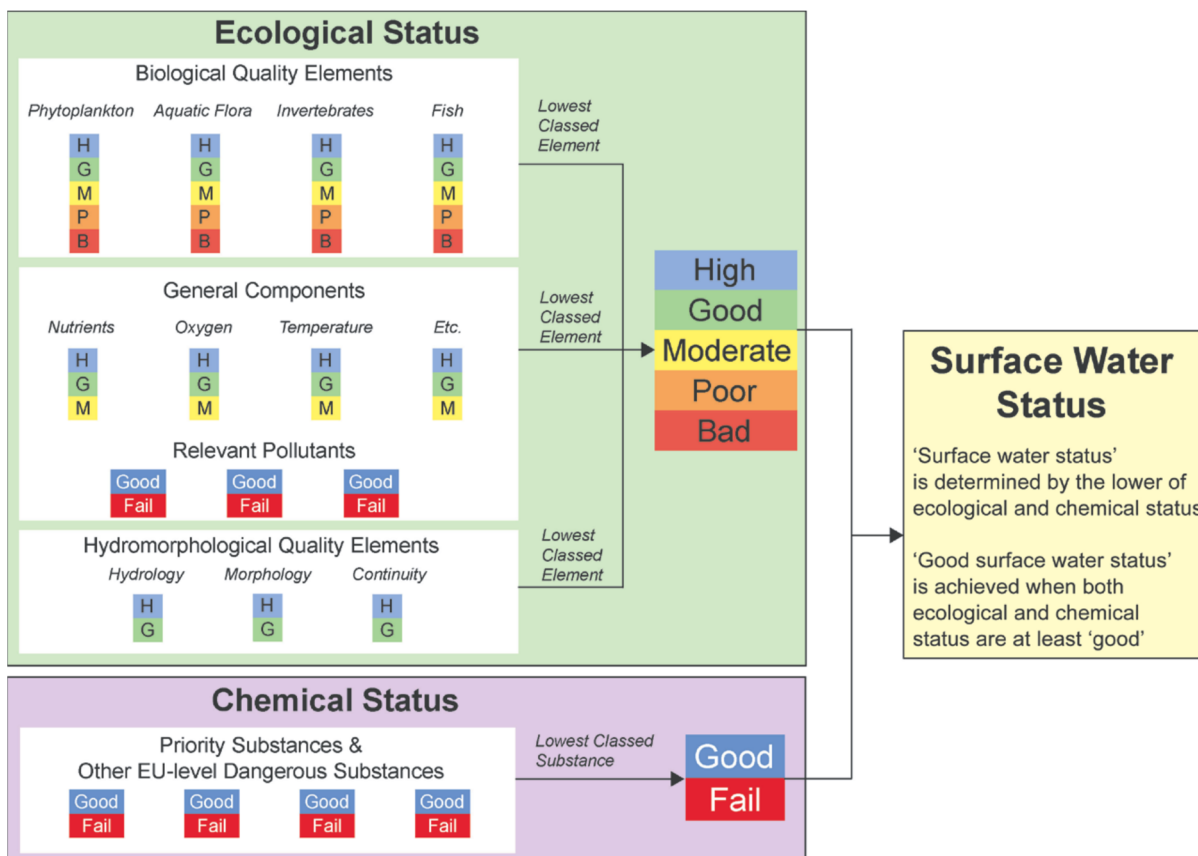 Ecological Status
Biological Quality Elements
Phytoplankton Aquatic Flora Invertebrates Fish
H H H H
G G G G
M M M M
P P P P
B B B B
Lowest
Classed
Element
General Components
Nutrients Oxygen Temperature Etc.
H H H H
G G G G
M M M M
Relevant Pollutants
Good Good Good
Fail Fail Fail
Lowest
Classed
Element
Hydromorphological Quality Elements
Hydrology Morphology Continuity
H H H
G G G
Lowest
Classed
Element
High
Good
Moderate
Poor
Bad
Chemical Status
Priority Substances &
Other EU-level Dangerous Substances
Good Good Good Good
Fail Fail Fail Fail
Lowest Classed
Substance
Good
Fail
Surface Water
Status
‘Surface water status’
is determined by the lower of
ecological and chemical status
‘Good surface water status’
is achieved when both
ecological and chemical
status are at least ‘good’